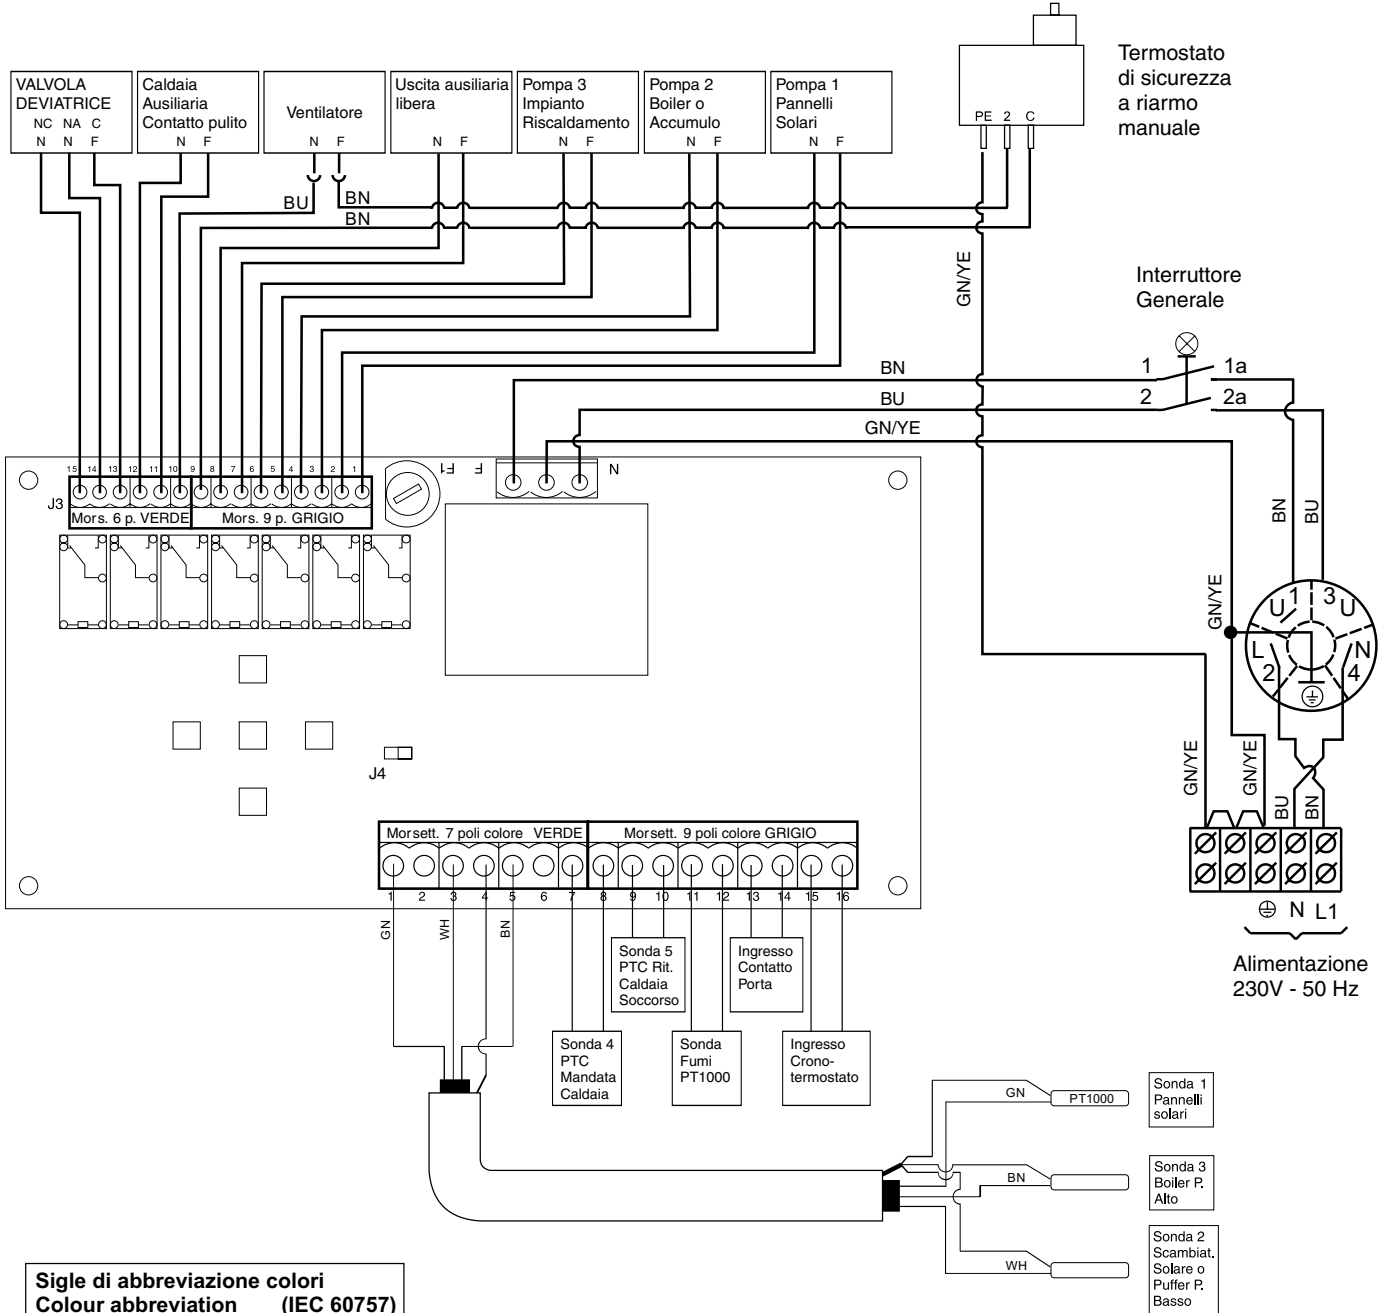 Termostato
di sicurezza
a riarmo
manuale
PE 2 C
VALVOLA
DEVIATRICE
NC NA C
N N F
Caldaia
Ausiliaria
Contatto pulito
N F
Ventilatore
N F
Uscita ausiliaria
libera
N F
Pompa 3
Impianto
Riscaldamento
N F
Pompa 2
Boiler o
Accumulo
N F
Pompa 1
Pannelli
Solari
N F
BU
BN
BN
GN/YE
Interruttore
Generale
BN
1 1a
BU
2 2a
GN/YE
BN
BU
15 14 13 12 11 10 9 8 7 6 5 4 3 2 1
J3
Mors. 6 p. VERDE
Mors. 9 p. GRIGIO
F1
F
N
GN/YE
U 1 3 U
L N
2 4
J4
GN/YE
GN/YE
BU
BN
N L1
Alimentazione
230V - 50 Hz
Morsett. 7 poli colore VERDE
Morsett. 9 poli colore GRIGIO
1 2 3 4 5 6 7 8 9 10 11 12 13 14 15 16
GN
WH
BN
Sonda 5
PTC Rit.
Caldaia
Soccorso
Ingresso
Contatto
Porta
Sonda 4
PTC
Mandata
Caldaia
Sonda
Fumi
PT1000
Ingresso
Crono-
termostato
GN
PT1000
Sonda 1
Pannelli
solari
BN
Sonda 3
Boiler P.
Alto
WH
Sonda 2
Scambiat.
Solare o
Puffer P.
Basso
Sigle di abbreviazione colori
Colour abbreviation (IEC 60757)